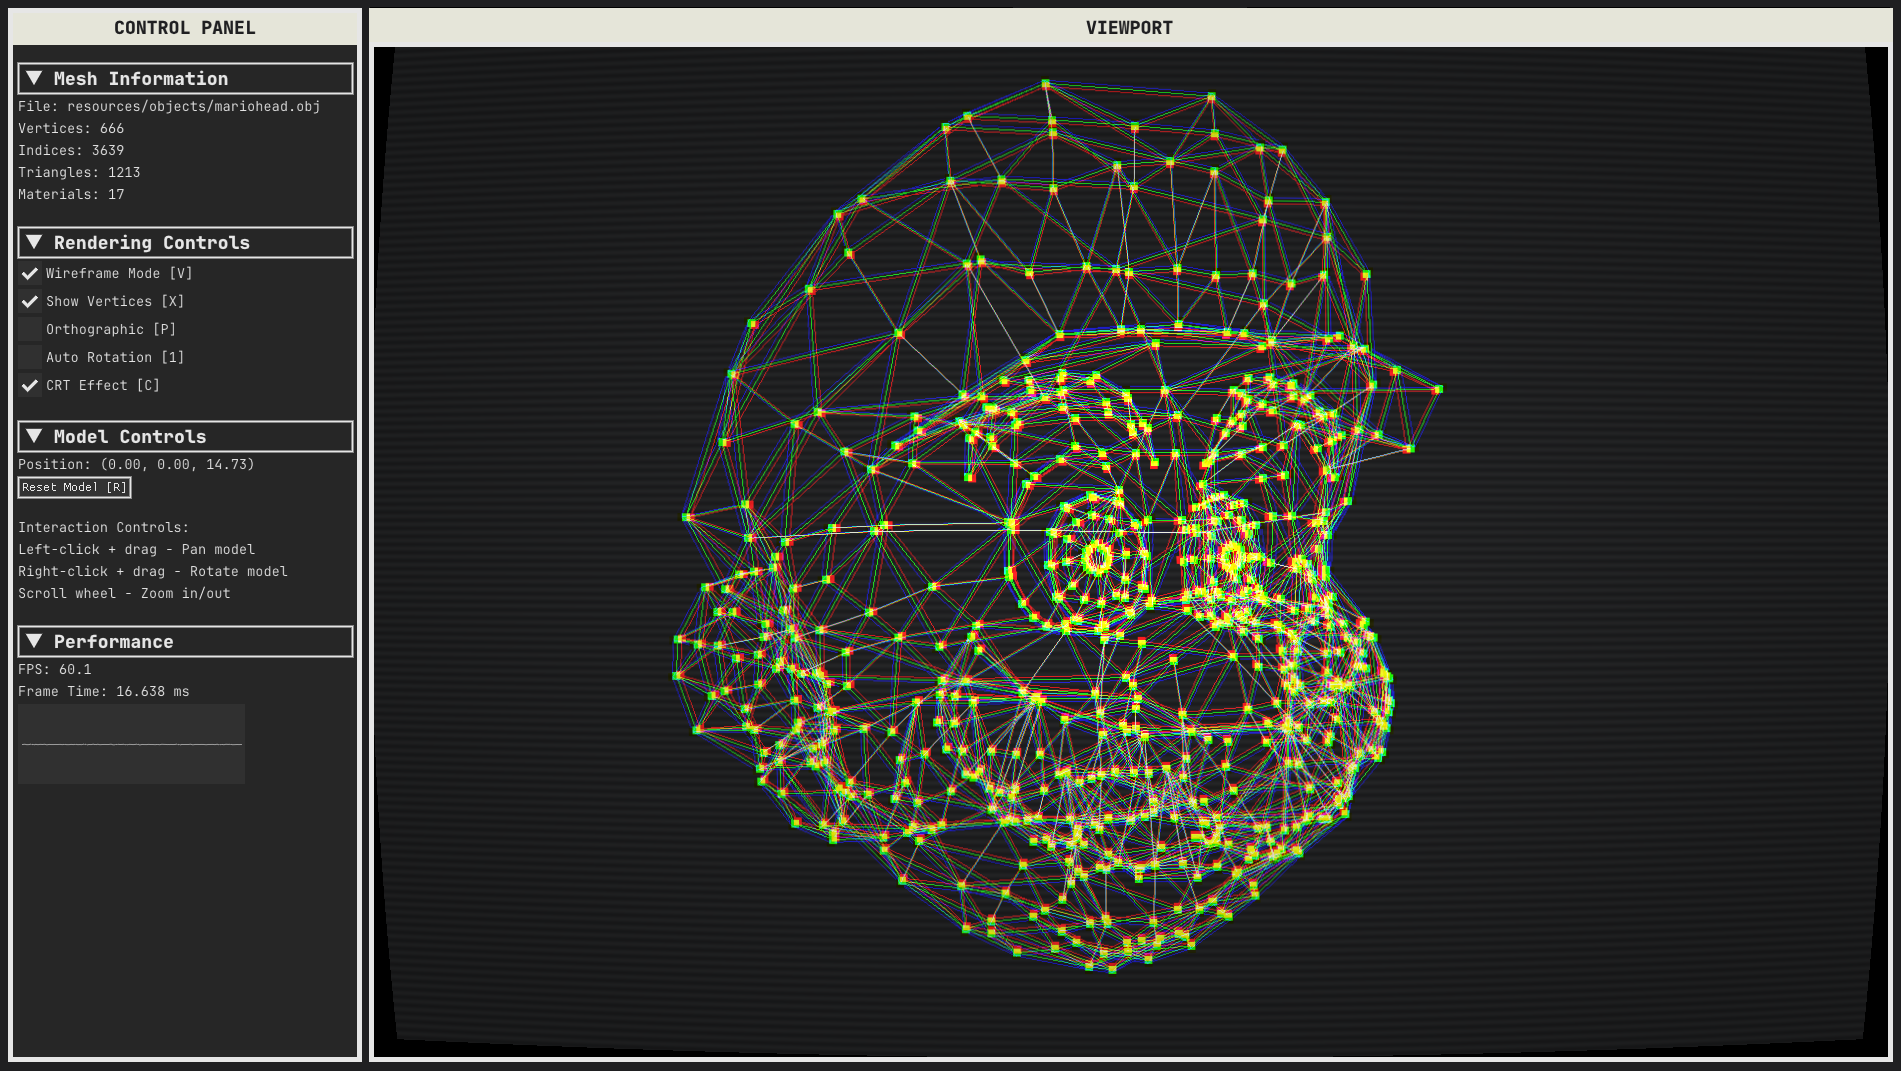 CONTROL PANEL
Mesh Information
File: resources/objects/mariohead.obj
Vertices: 666
Indices: 3639
Triangles: 1213
Materials: 17
Rendering Controls
Wireframe Mode [V]
Show Vertices [X]
Orthographic [P]
Auto Rotation [1]
CRT Effect [C]
Model Controls
Position: (0.00, 0.00, 14.73)
Reset Model [R]
Interaction Controls:
Left-click + drag - Pan model
Right-click + drag - Rotate model
Scroll wheel - Zoom in/out
Performance
FPS: 60.1
Frame Time: 16.638 ms
VIEWPORT